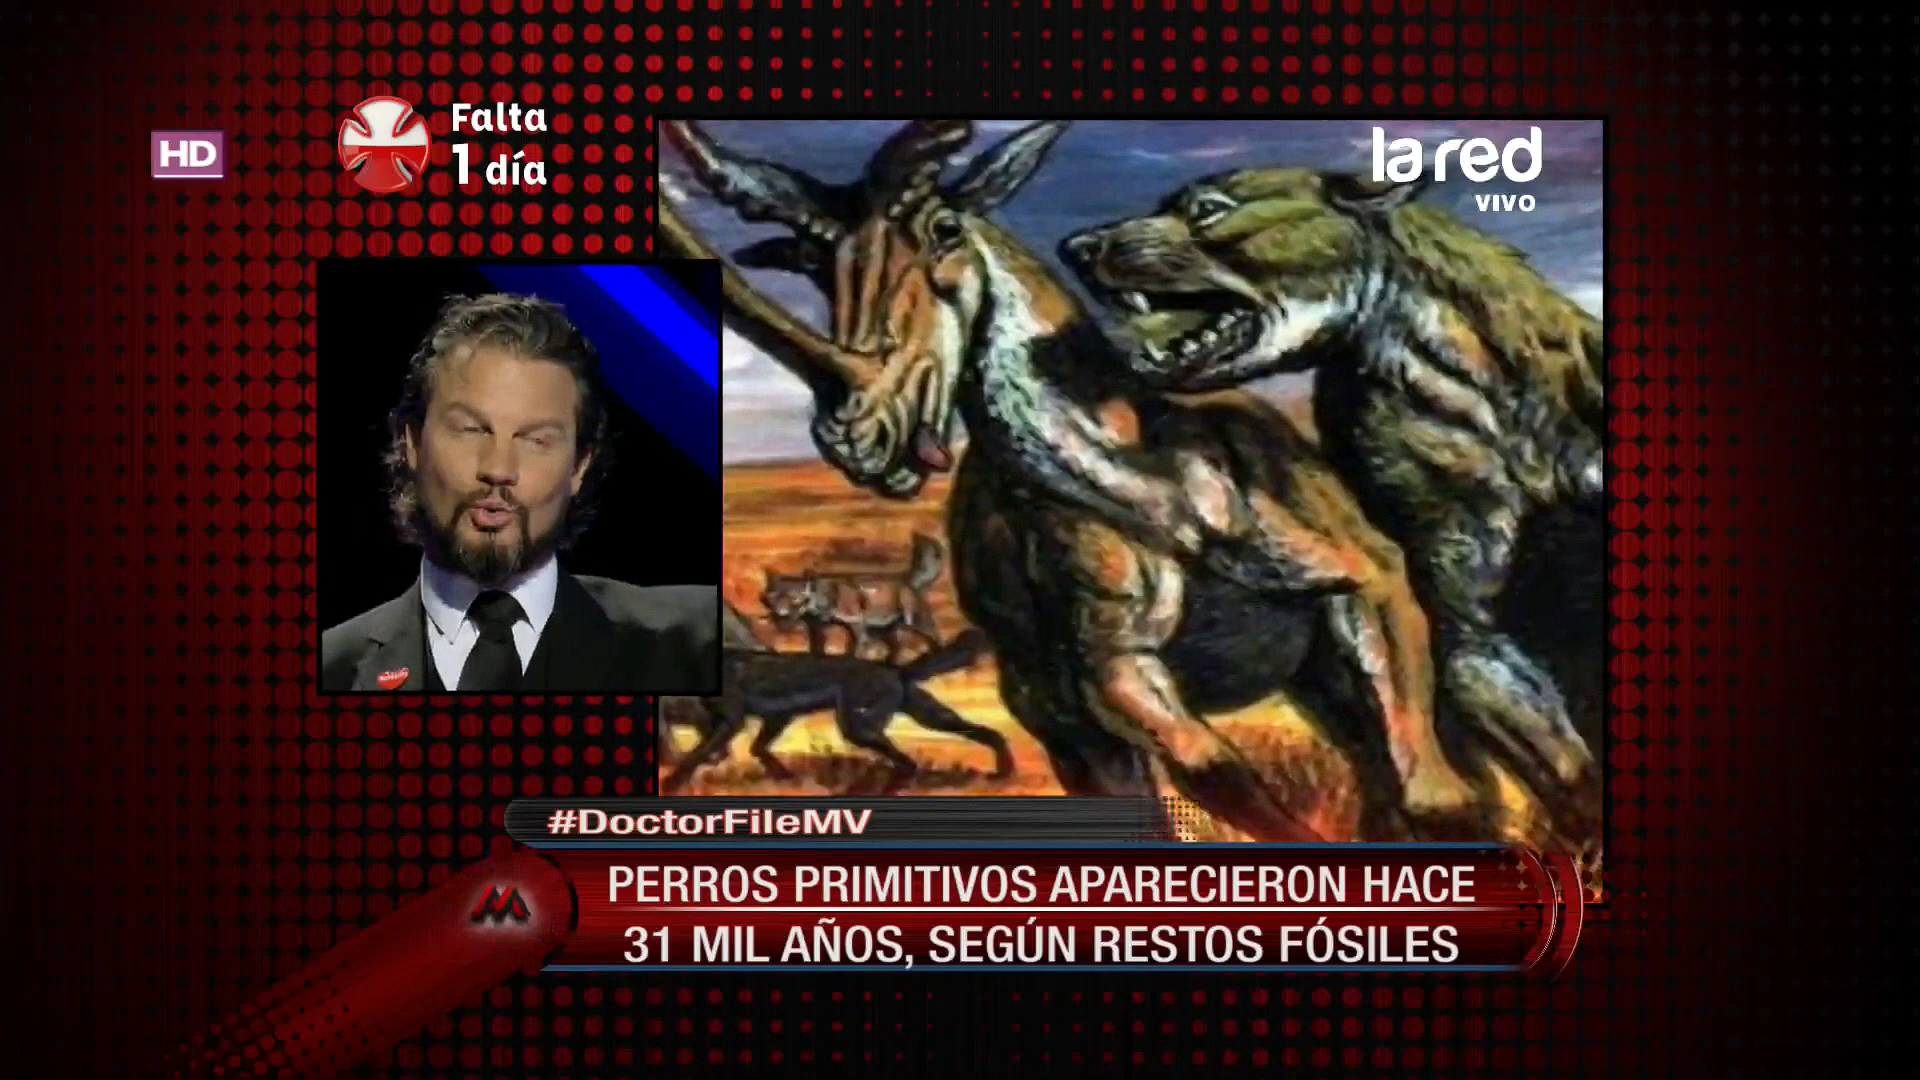 HD
Falta
1 día
la red
vivo
#DoctorFileMV
PERROS PRIMITIVOS APARECIERON HACE
31 MIL AÑOS, SEGÚN RESTOS FÓSILES